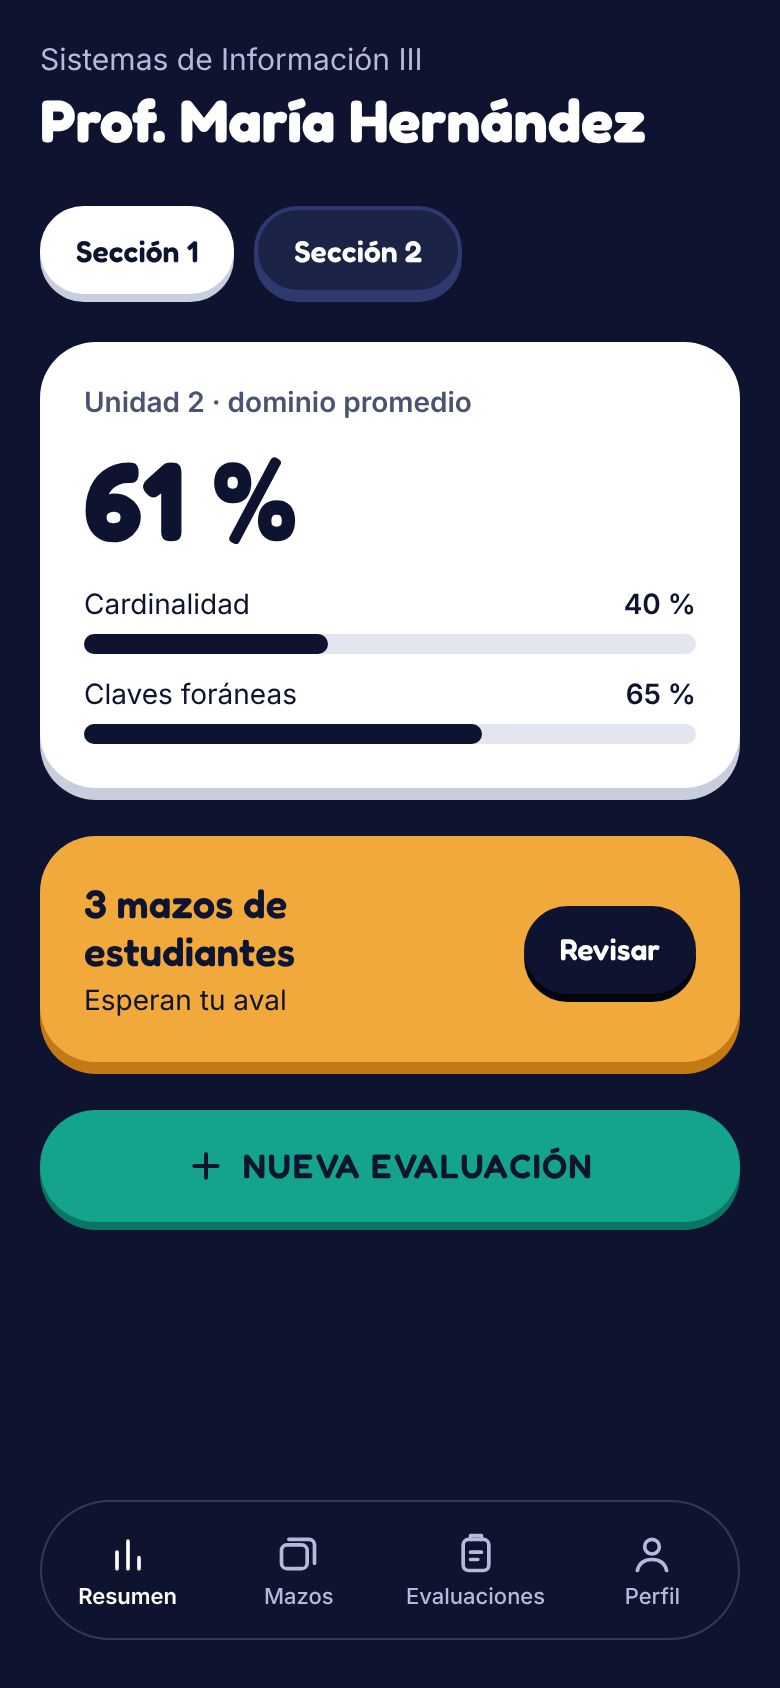 Sistemas de Información III
Prof. María Hernández
Sección 1
Sección 2
Unidad 2 · dominio promedio
61 %
Cardinalidad
40 %
Claves foráneas
65 %
3 mazos de
estudiantes
Esperan tu aval
Revisar
+ NUEVA EVALUACIÓN
Resumen
Mazos
Evaluaciones
Perfil